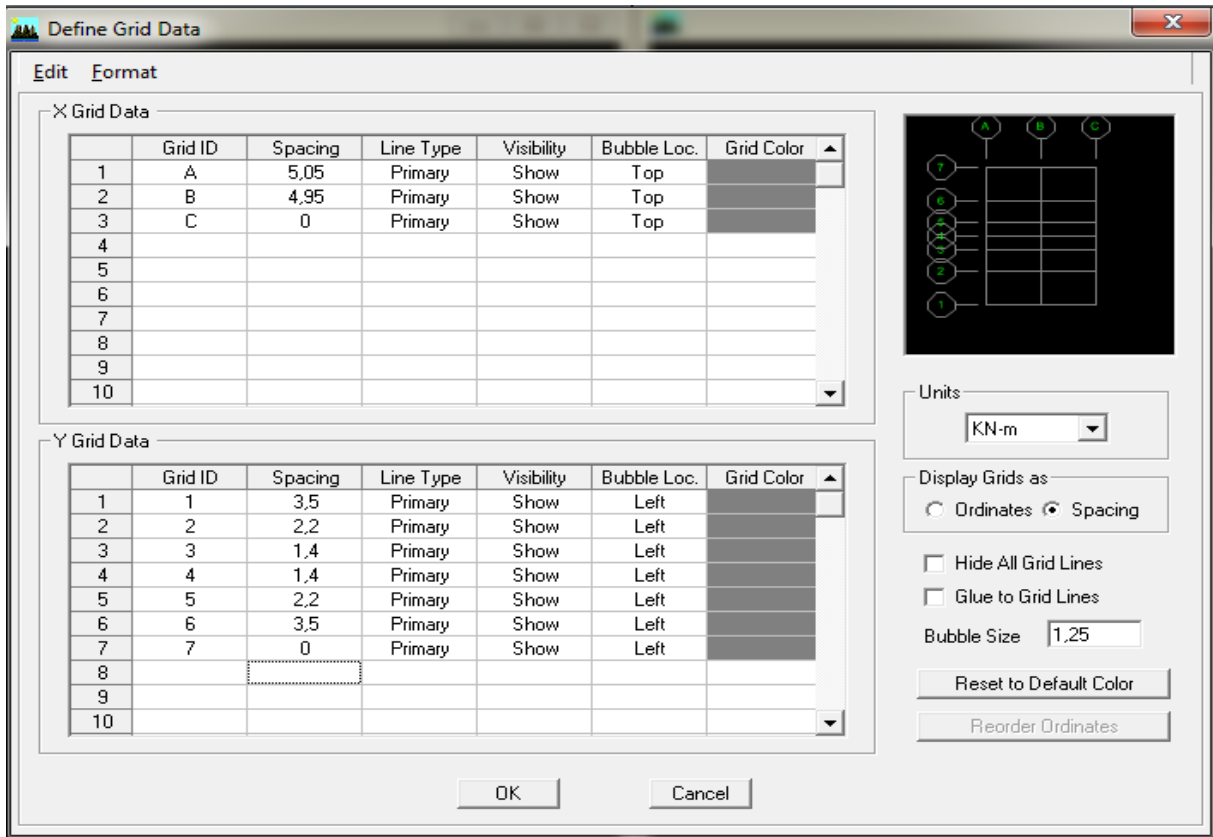 Define Grid Data
Edit Format
X Grid Data
Grid ID Spacing Line Type Visibility Bubble Loc. Grid Color
1 A 5,05 Primary Show Top
2 B 4,95 Primary Show Top
3 C 0 Primary Show Top
4
5
6
7
8
9
10
A B C
7
6
5
4
3
2
1
Units
KN-m
Y Grid Data
Grid ID Spacing Line Type Visibility Bubble Loc. Grid Color
1 1 3,5 Primary Show Left
2 2 2,2 Primary Show Left
3 3 1,4 Primary Show Left
4 4 1,4 Primary Show Left
5 5 2,2 Primary Show Left
6 6 3,5 Primary Show Left
7 7 0 Primary Show Left
8
9
10
Display Grids as
Ordinates Spacing
Hide All Grid Lines
Glue to Grid Lines
Bubble Size 1,25
Reset to Default Color
Reorder Ordinates
OK Cancel